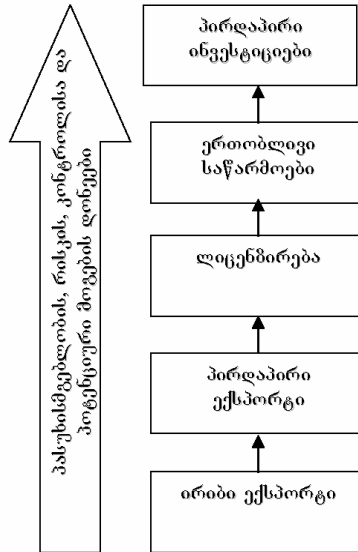 პასუხისმგებლობის, რისკის, კონტროლისა და
პოტენციური მოგების დონეები
პირდაპირი
ინვესტიციები
ერთობლივი
საწარმოები
ლიცენზირება
პირდაპირი
ექსპორტი
ირიბი ექსპორტი